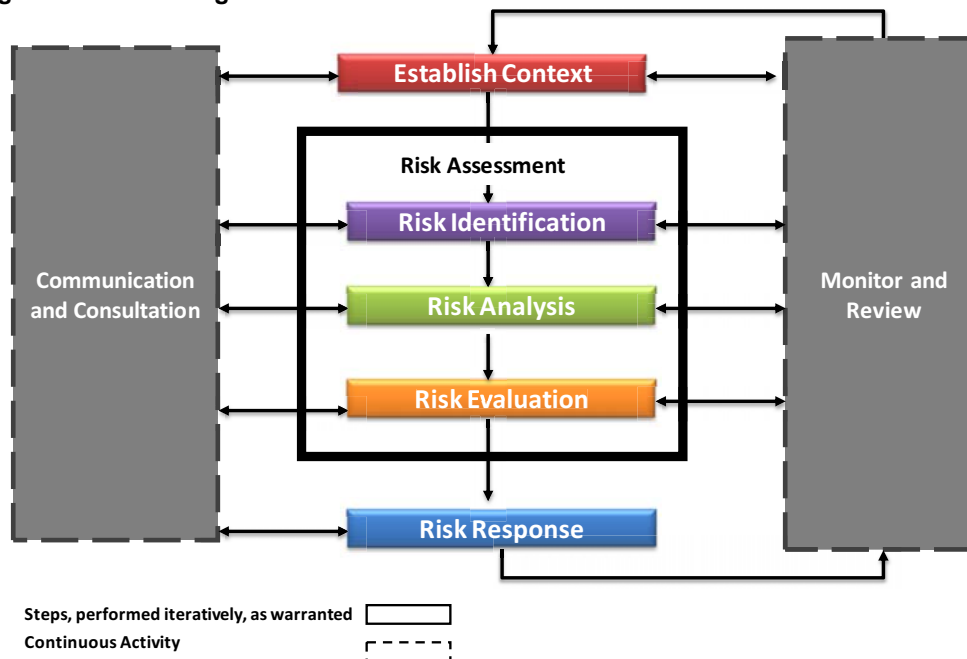 Establish Context
Risk Assessment
Risk Identification
Communication
and Consultation
Risk Analysis
Monitor and
Review
Risk Evaluation
Risk Response
Steps, performed iteratively, as warranted
Continuous Activity